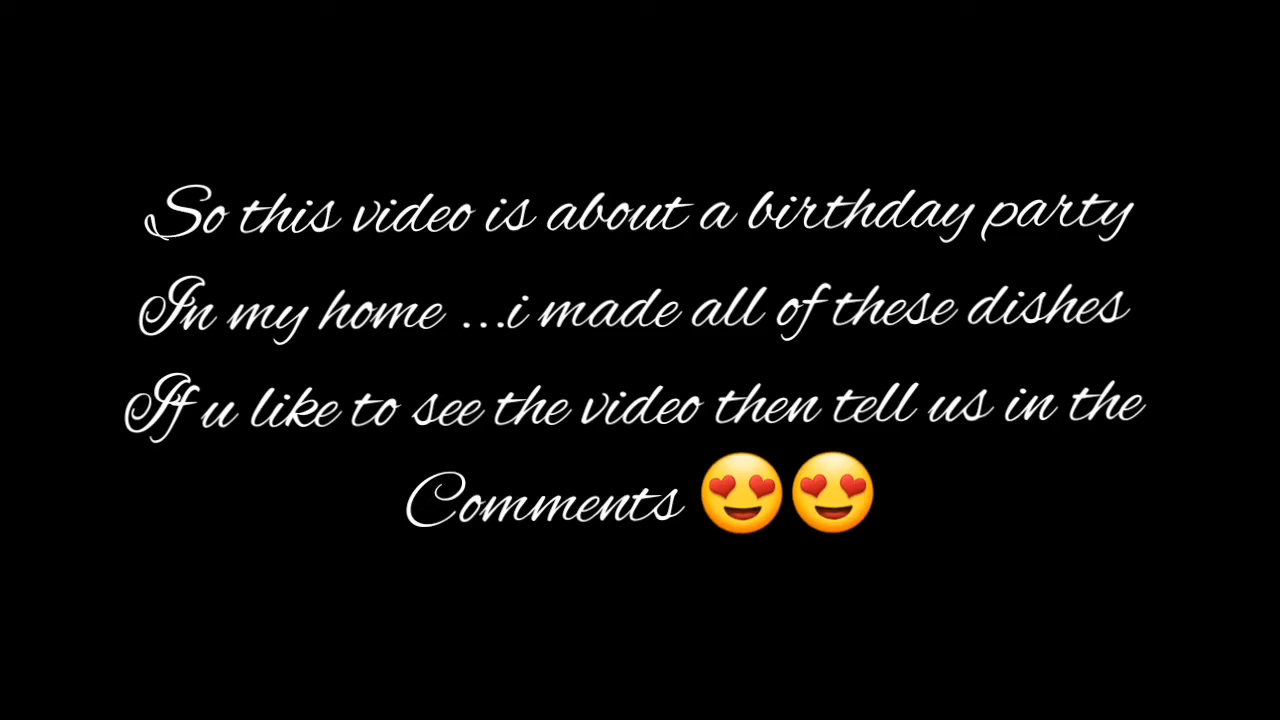 So this video is about a birthday party
In my home ...i made all of these dishes
If u like to see the video then tell us in the
Comments 😍😍